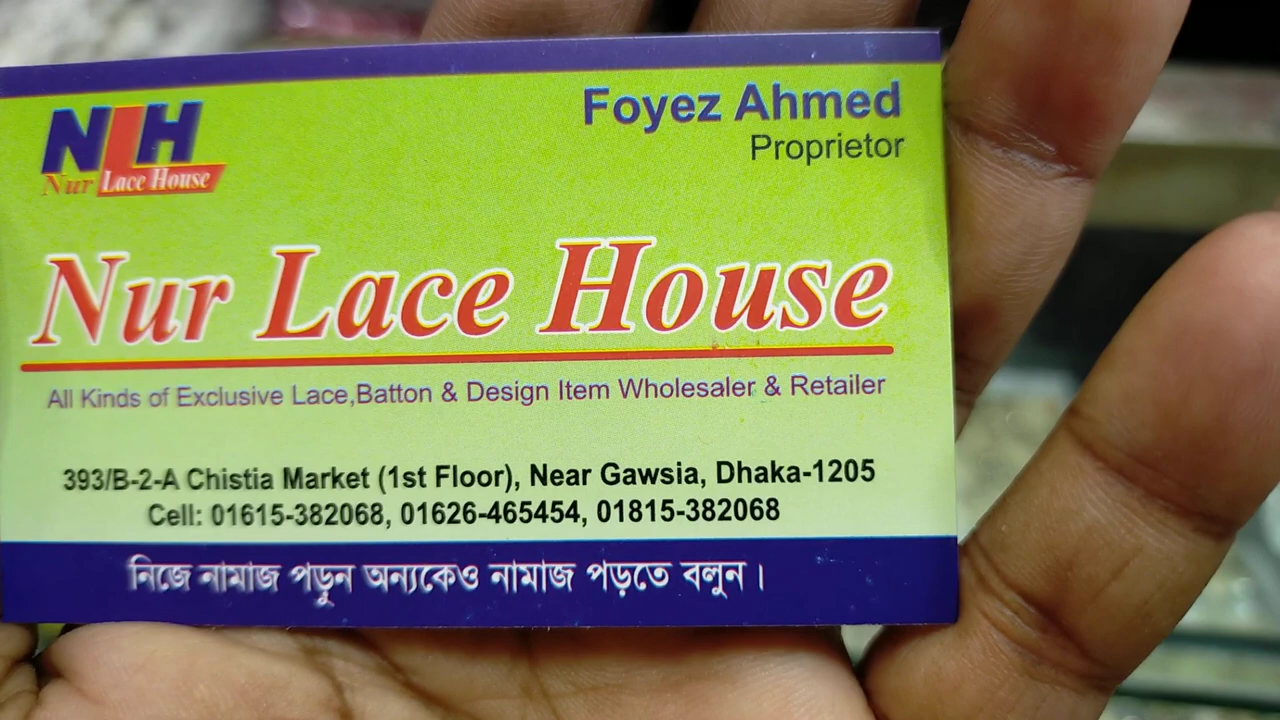 NLH
Nur Lace House
Foyez Ahmed
Proprietor
Nur Lace House
All Kinds of Exclusive Lace,Batton & Design Item Wholesaler & Retailer
393/B-2-A Chistia Market (1st Floor), Near Gawsia, Dhaka-1205
Cell: 01615-382068, 01626-465454, 01815-382068
নিজে নামাজ পড়ুন অন্যকেও নামাজ পড়তে বলুন।